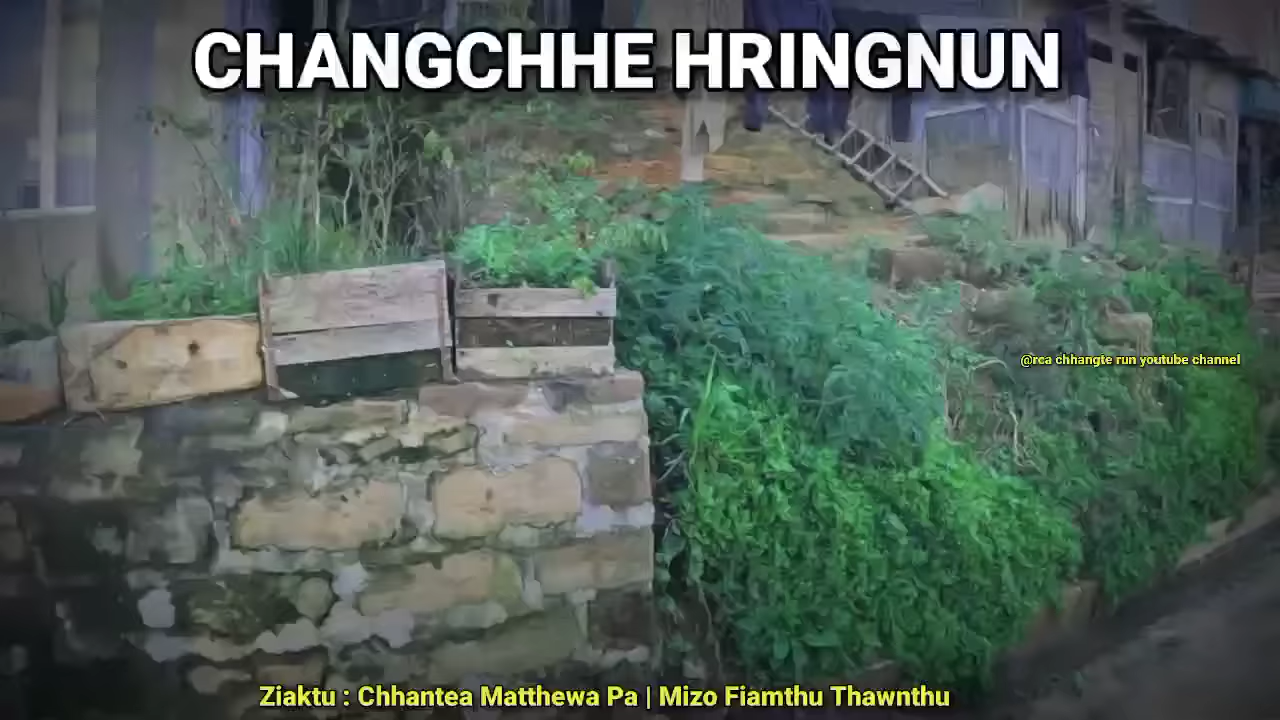 CHANGCHHE HRINGNUN
@rca chhangte run youtube channel
Ziaktu : Chhantea Matthewa Pa | Mizo Fiamthu Thawnthu